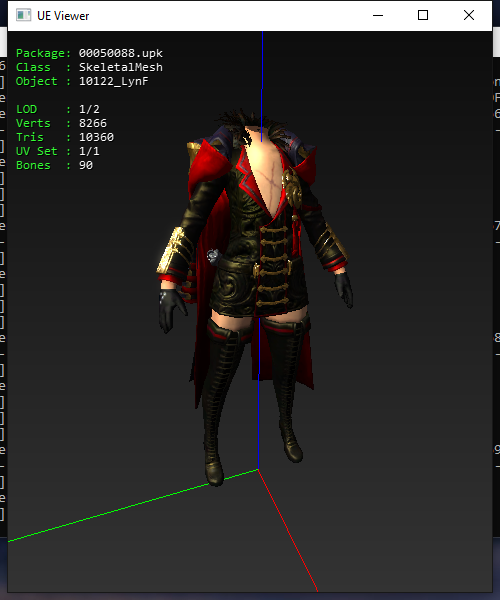 UE Viewer
Package: 00050088.upk
Class : SkeletalMesh
Object : 10122_LynF
LOD : 1/2
Verts : 8266
Tris : 10360
UV Set : 1/1
Bones : 90